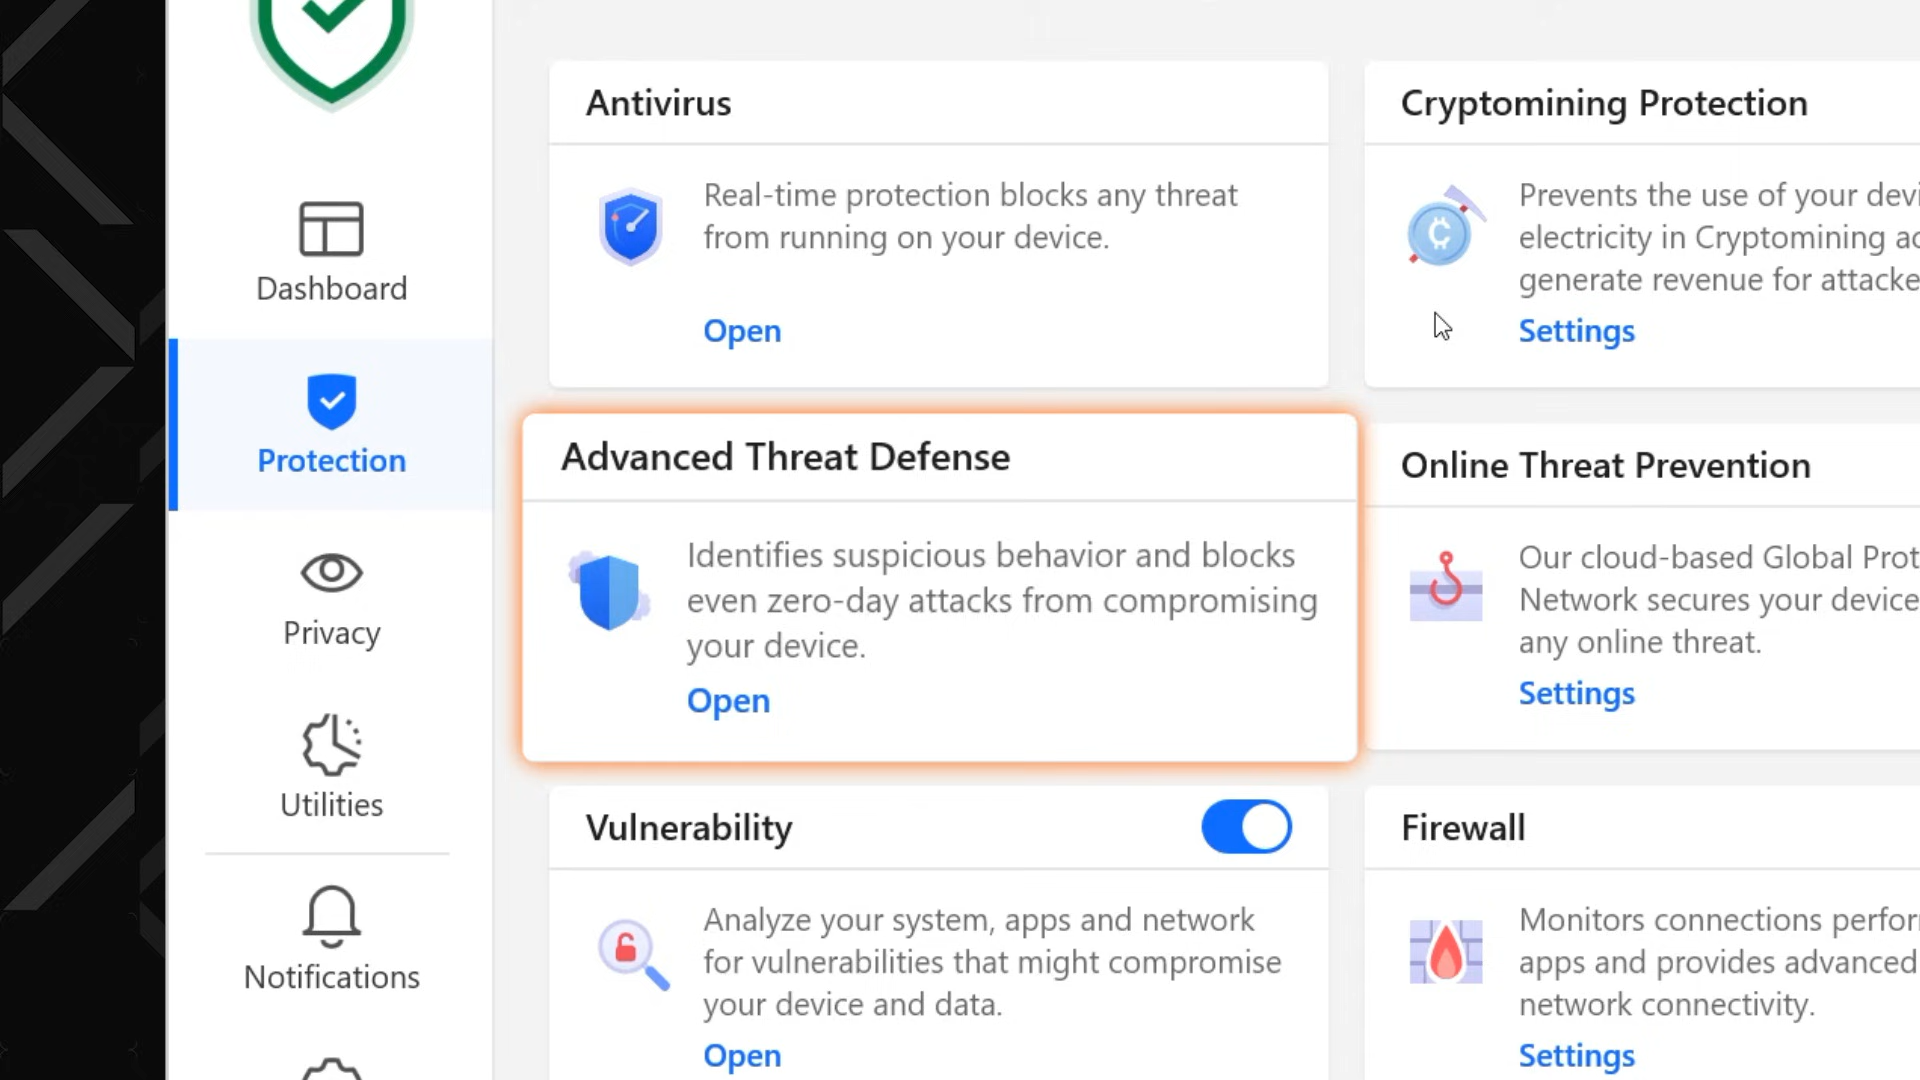 Dashboard
Protection
Privacy
Utilities
Notifications
Antivirus
Real-time protection blocks any threat
from running on your device.
Open
Cryptomining Protection
Prevents the use of your devi
electricity in Cryptomining ac
generate revenue for attacke
Settings
Advanced Threat Defense
Identifies suspicious behavior and blocks
even zero-day attacks from compromising
your device.
Open
Online Threat Prevention
Our cloud-based Global Prot
Network secures your device
any online threat.
Settings
Vulnerability
Analyze your system, apps and network
for vulnerabilities that might compromise
your device and data.
Open
Firewall
Monitors connections perfor
apps and provides advanced
network connectivity.
Settings